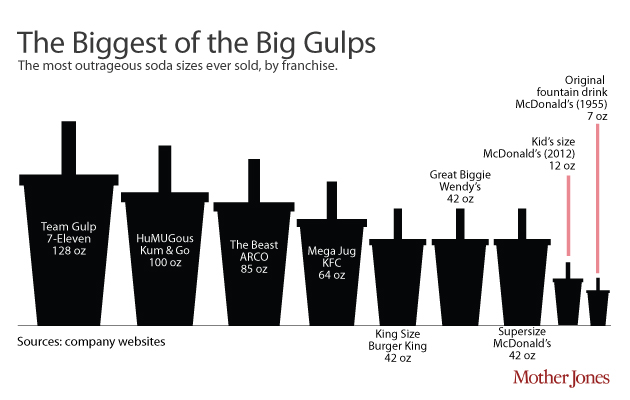 The Biggest of the Big Gulps
The most outrageous soda sizes ever sold, by franchise.
Original
fountain drink
McDonald's (1955)
7 oz
Kid's size
McDonald's (2012)
12 oz
Great Biggie
Wendy's
42 oz
Team Gulp
7-Eleven
128 oz
HuMUGous
Kum & Go
100 oz
The Beast
ARCO
85 oz
Mega Jug
KFC
64 oz
King Size
Burger King
42 oz
Supersize
McDonald's
42 oz
Sources: company websites
Mother Jones